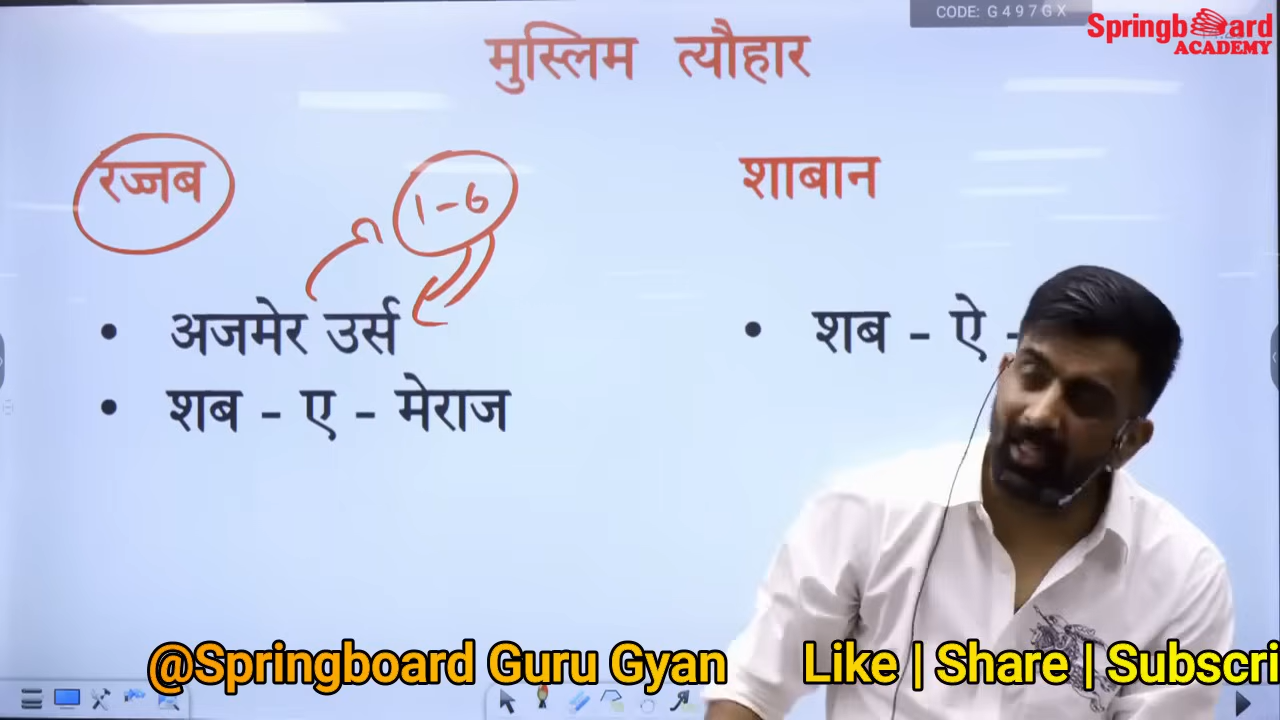 CODE: G497GX
Springboard
ACADEMY
मुस्लिम त्यौहार
रज्जब
1-6
शाबान
• अजमेर उर्स
• शब - ए - मेराज
• शब - ऐ -
@Springboard Guru Gyan Like | Share | Subscri